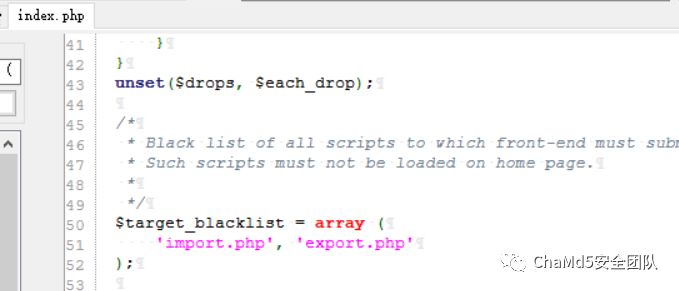 index.php
(
41 }
42 }
43 unset($drops, $each_drop);
44
45 /*
46 * Black list of all scripts to which front-end must
47 * Such scripts must not be loaded on home page.
48 *
49 */
50 $target_blacklist = array (
51 'import.php', 'export.php'
52 );
53
ChaMd5安全团队